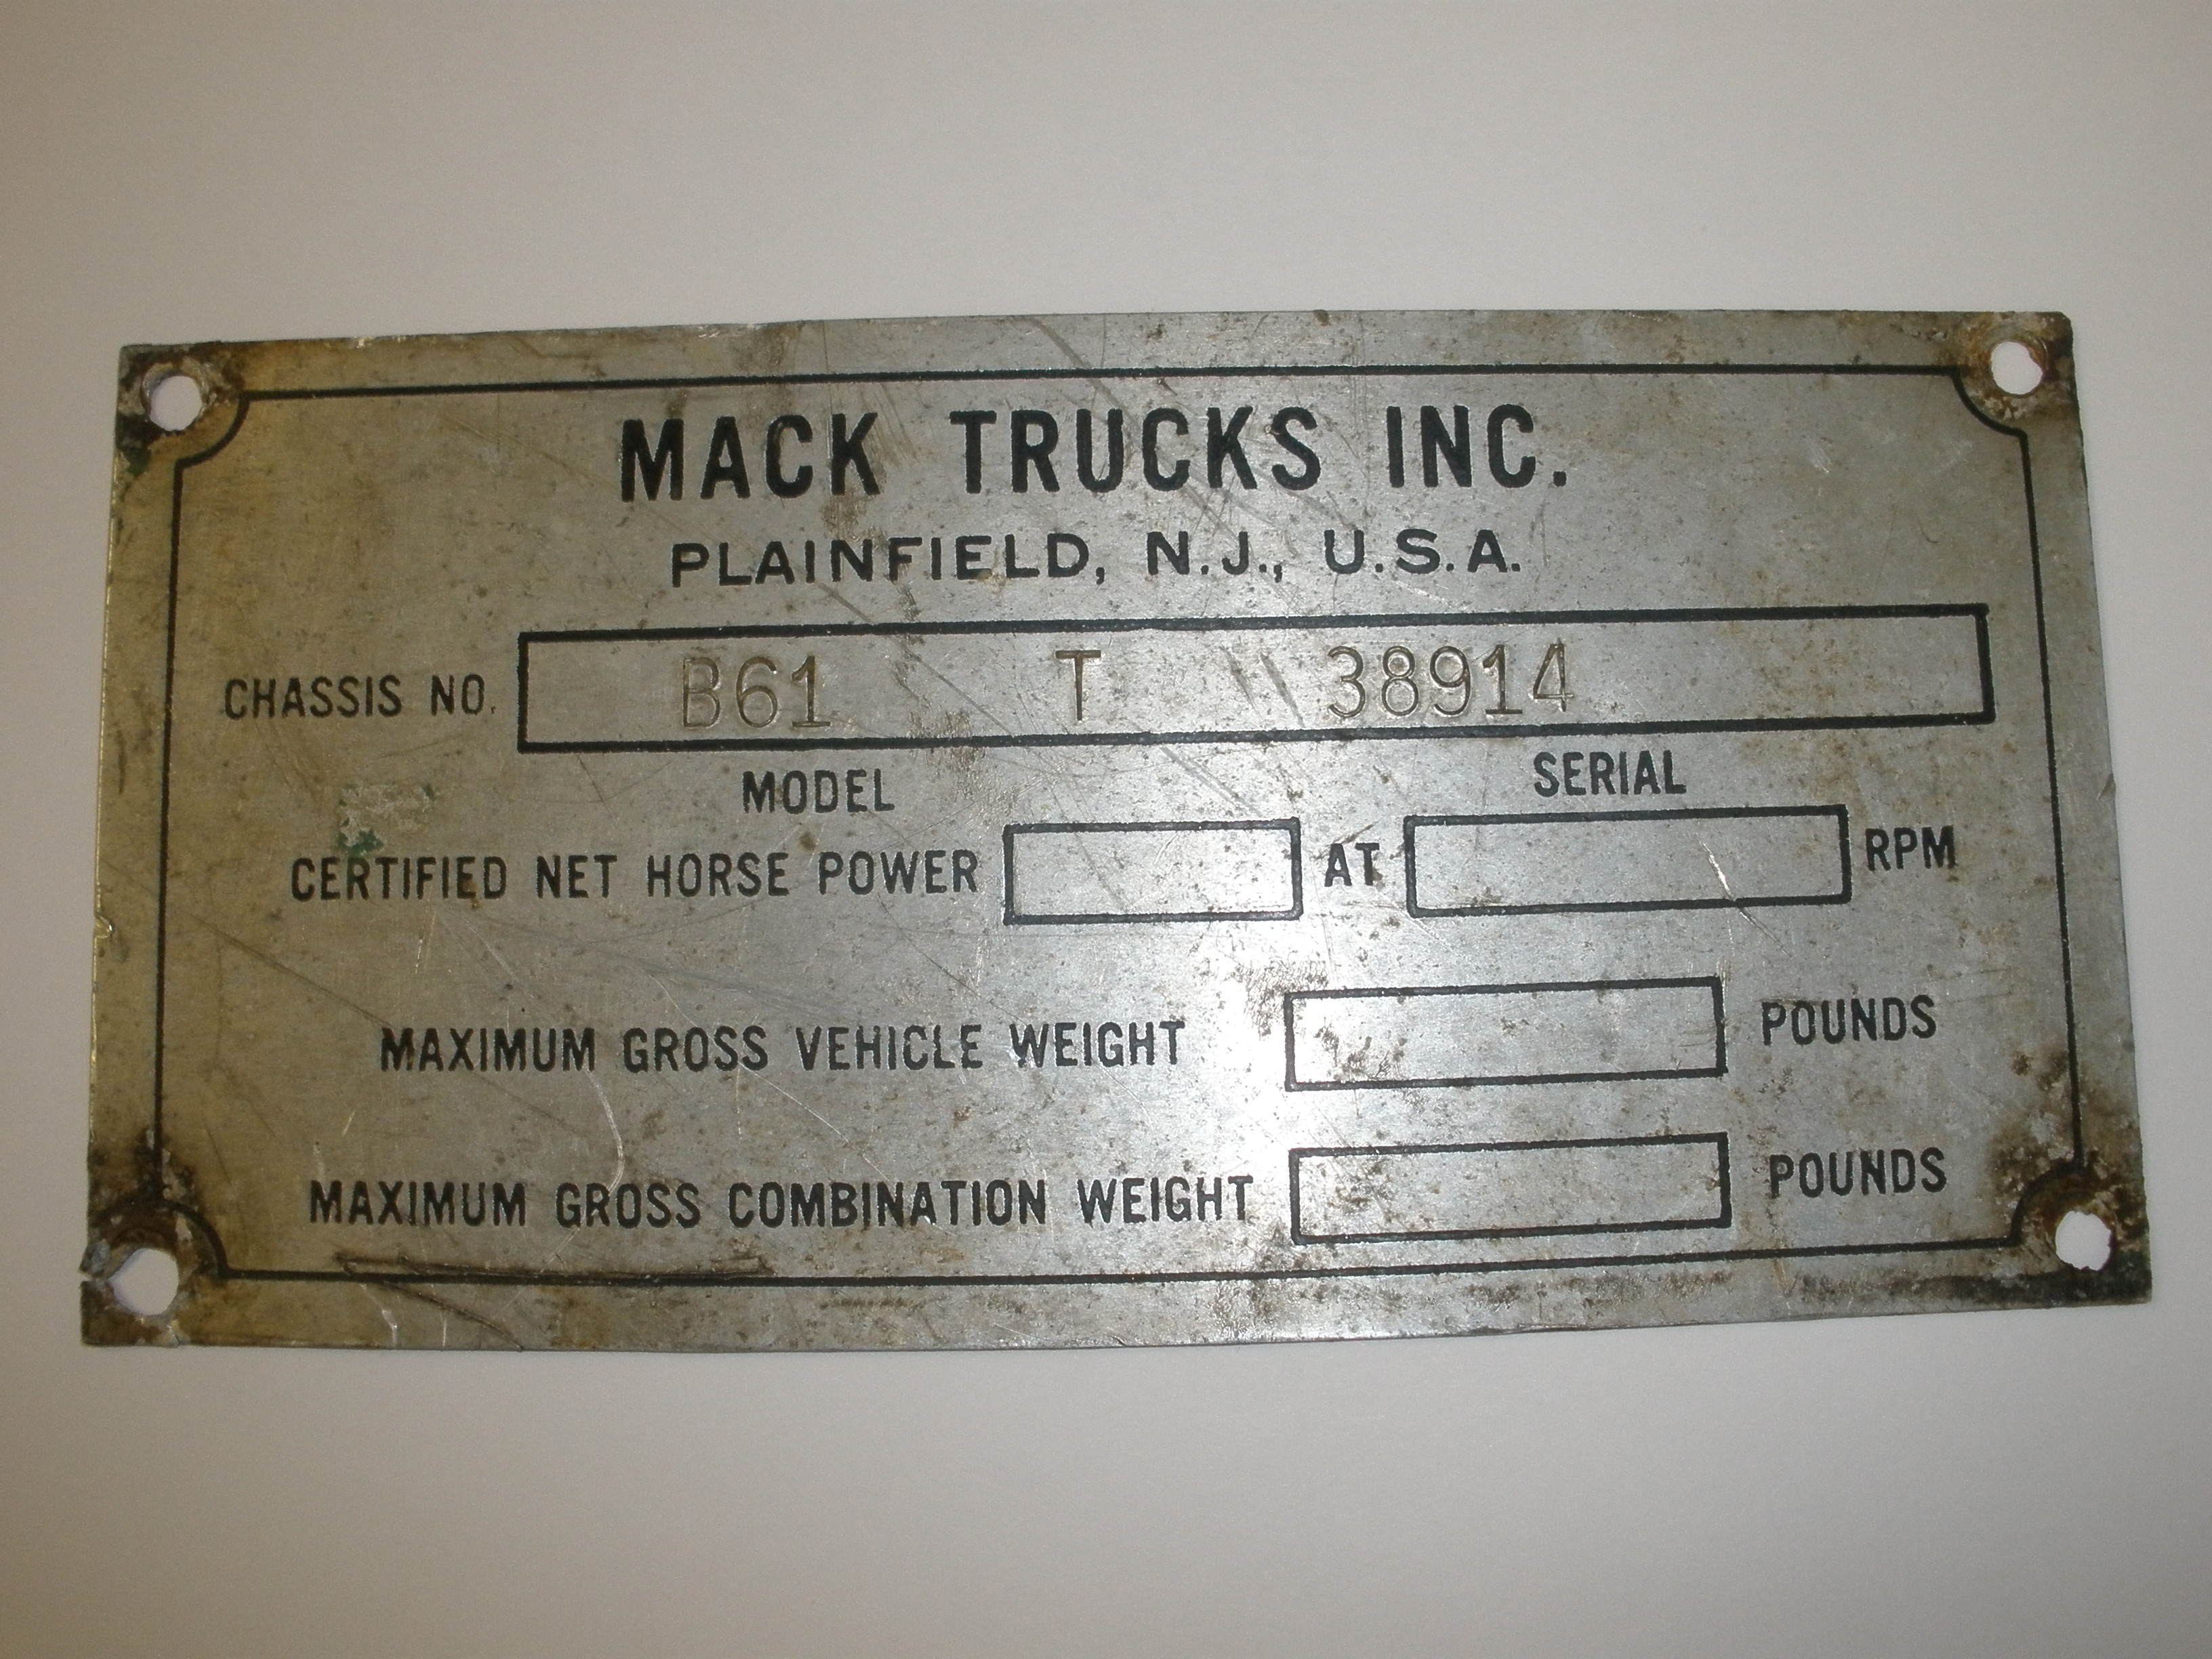 MACK TRUCKS INC.
PLAINFIELD, N.J., U.S.A.
CHASSIS NO. B61 T 38914
MODEL SERIAL
CERTIFIED NET HORSE POWER AT RPM
MAXIMUM GROSS VEHICLE WEIGHT POUNDS
MAXIMUM GROSS COMBINATION WEIGHT POUNDS